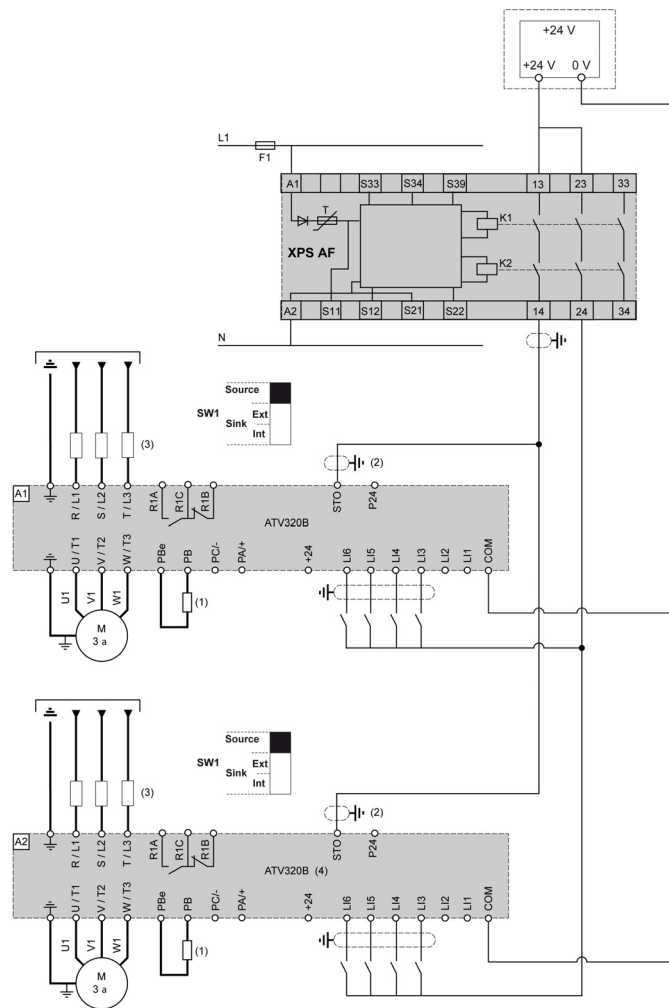 +24 V
+24 V 0 V
L1
F1
A1 S33 S34 S39 13 23 33
T
K1
XPS AF
K2
A2 S11 S12 S21 S22 14 24 34
N
Source
SW1
Sink
Ext
Int
(3)
(2)
A1
R / L1
S / L2
T / L3
R1A
R1C
R1B
STO
P24
ATV320B
U / T1
V / T2
W / T3
PBe
PB
PC/-
PA/+
+24
LI6
LI5
LI4
LI3
LI2
LI1
COM
U1
V1
W1
(1)
M
3 a
Source
SW1
Sink
Ext
Int
(3)
(2)
A2
R / L1
S / L2
T / L3
R1A
R1C
R1B
STO
P24
ATV320B (4)
U / T1
V / T2
W / T3
PBe
PB
PC/-
PA/+
+24
LI6
LI5
LI4
LI3
LI2
LI1
COM
U1
V1
W1
(1)
M
3 a